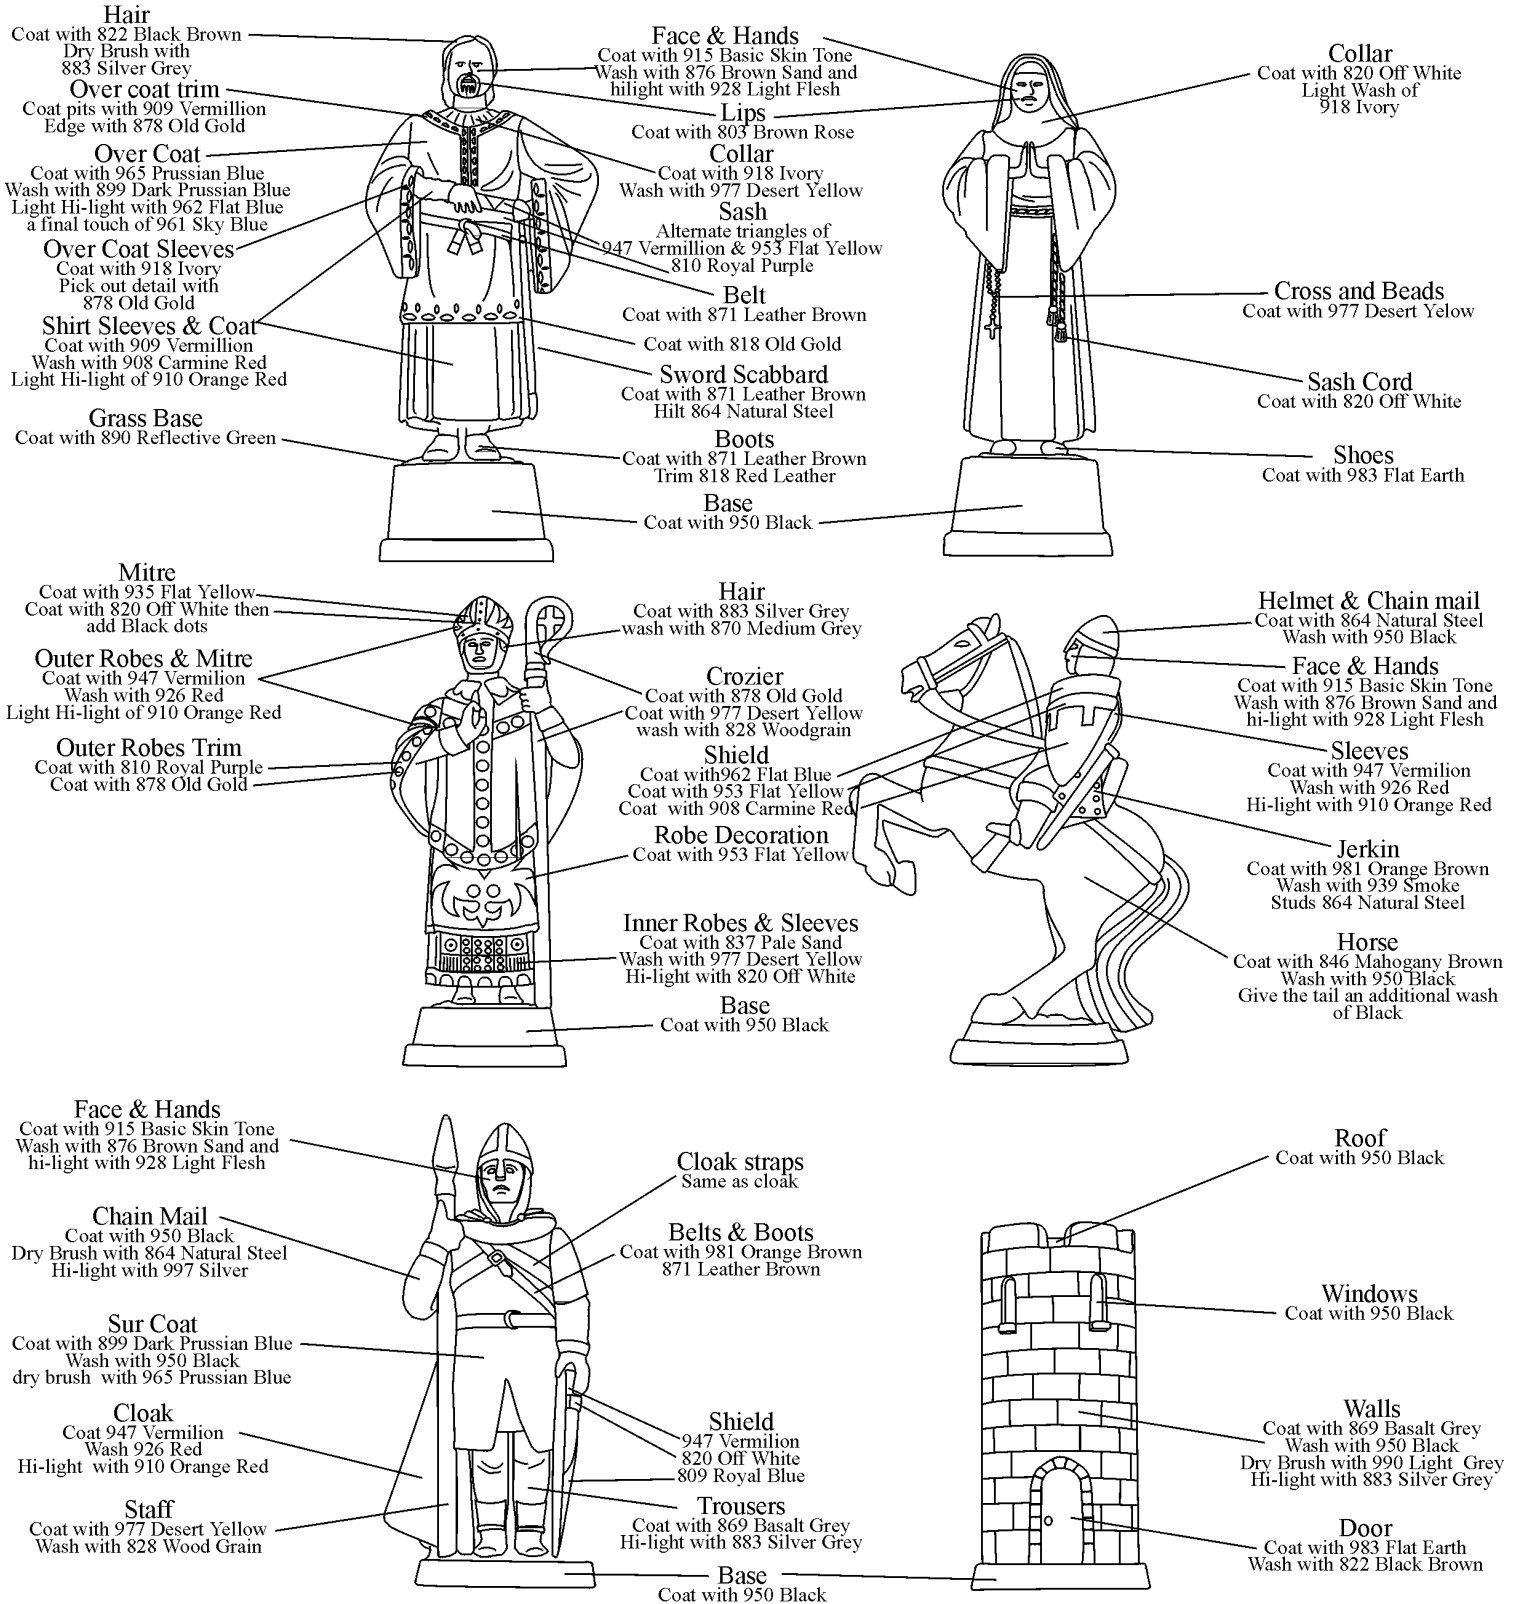 Hair
Coat with 822 Black Brown
Dry Brush with
883 Silver Grey
Over coat trim
Coat pits with 909 Vermillion
Edge with 878 Old Gold
Over Coat
Coat with 965 Prussian Blue
Wash with 899 Dark Prussian Blue
Light Hi-light with 962 Flat Blue
a final touch of 961 Sky Blue
Over Coat Sleeves
Coat with 918 Ivory
Pick out detail with
878 Old Gold
Shirt Sleeves & Coat
Coat with 909 Vermillion
Wash with 908 Carmine Red
Light Hi-light of 910 Orange Red
Grass Base
Coat with 890 Reflective Green
Face & Hands
Coat with 915 Basic Skin Tone
Wash with 876 Brown Sand and
hilight with 928 Light Flesh
Lips
Coat with 803 Brown Rose
Collar
Coat with 918 Ivory
Wash with 977 Desert Yellow
Sash
Alternate triangles of
947 Vermillion & 953 Flat Yellow
810 Royal Purple
Belt
Coat with 871 Leather Brown
Coat with 818 Old Gold
Sword Scabbard
Coat with 871 Leather Brown
Hilt 864 Natural Steel
Boots
Coat with 871 Leather Brown
Trim 818 Red Leather
Base
Coat with 950 Black
Collar
Coat with 820 Off White
Light Wash of
918 Ivory
Cross and Beads
Coat with 977 Desert Yelow
Sash Cord
Coat with 820 Off White
Shoes
Coat with 983 Flat Earth
Mitre
Coat with 935 Flat Yellow
Coat with 820 Off White then
add Black dots
Outer Robes & Mitre
Coat with 947 Vermilion
Wash with 926 Red
Light Hi-light of 910 Orange Red
Outer Robes Trim
Coat with 810 Royal Purple
Coat with 878 Old Gold
Hair
Coat with 883 Silver Grey
wash with 870 Medium Grey
Crozier
Coat with 878 Old Gold
Coat with 977 Desert Yellow
wash with 828 Woodgrain
Shield
Coat with962 Flat Blue
Coat with 953 Flat Yellow
Coat  with 908 Carmine Red
Robe Decoration
Coat with 953 Flat Yellow
Inner Robes & Sleeves
Coat with 837 Pale Sand
Wash with 977 Desert Yellow
Hi-light with 820 Off White
Base
Coat with 950 Black
Helmet & Chain mail
Coat with 864 Natural Steel
Wash with 950 Black
Face & Hands
Coat with 915 Basic Skin Tone
Wash with 876 Brown Sand and
hi-light with 928 Light Flesh
Sleeves
Coat with 947 Vermilion
Wash with 926 Red
Hi-light with 910 Orange Red
Jerkin
Coat with 981 Orange Brown
Wash with 939 Smoke
Studs 864 Natural Steel
Horse
Coat with 846 Mahogany Brown
Wash with 950 Black
Give the tail an additional wash
of Black
Face & Hands
Coat with 915 Basic Skin Tone
Wash with 876 Brown Sand and
hi-light with 928 Light Flesh
Chain Mail
Coat with 950 Black
Dry Brush with 864 Natural Steel
Hi-light with 997 Silver
Sur Coat
Coat with 899 Dark Prussian Blue
Wash with 950 Black
dry brush  with 965 Prussian Blue
Cloak
Coat 947 Vermilion
Wash 926 Red
Hi-light  with 910 Orange Red
Staff
Coat with 977 Desert Yellow
Wash with 828 Wood Grain
Cloak straps
Same as cloak
Belts & Boots
Coat with 981 Orange Brown
871 Leather Brown
Shield
947 Vermilion
820 Off White
809 Royal Blue
Trousers
Coat with 869 Basalt Grey
Hi-light with 883 Silver Grey
Base
Coat with 950 Black
Roof
Coat with 950 Black
Windows
Coat with 950 Black
Walls
Coat with 869 Basalt Grey
Wash with 950 Black
Dry Brush with 990 Light  Grey
Hi-light with 883 Silver Grey
Door
Coat with 983 Flat Earth
Wash with 822 Black Brown